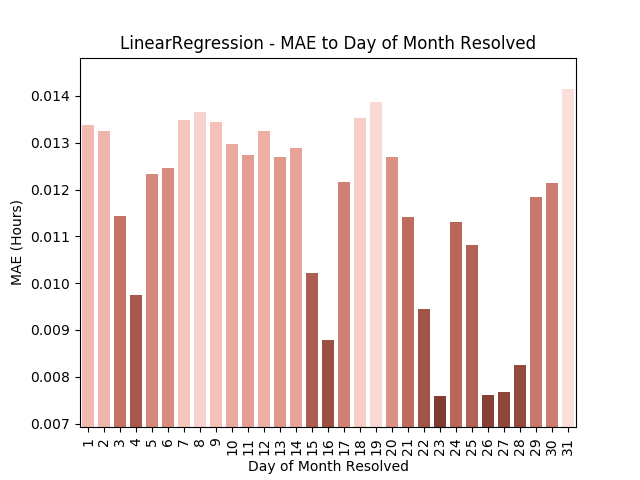 LinearRegression - MAE to Day of Month Resolved
MAE (Hours)
0.014
0.013
0.012
0.011
0.010
0.009
0.008
0.007
1 2 3 4 5 6 7 8 9 10 11 12 13 14 15 16 17 18 19 20 21 22 23 24 25 26 27 28 29 30 31
Day of Month Resolved